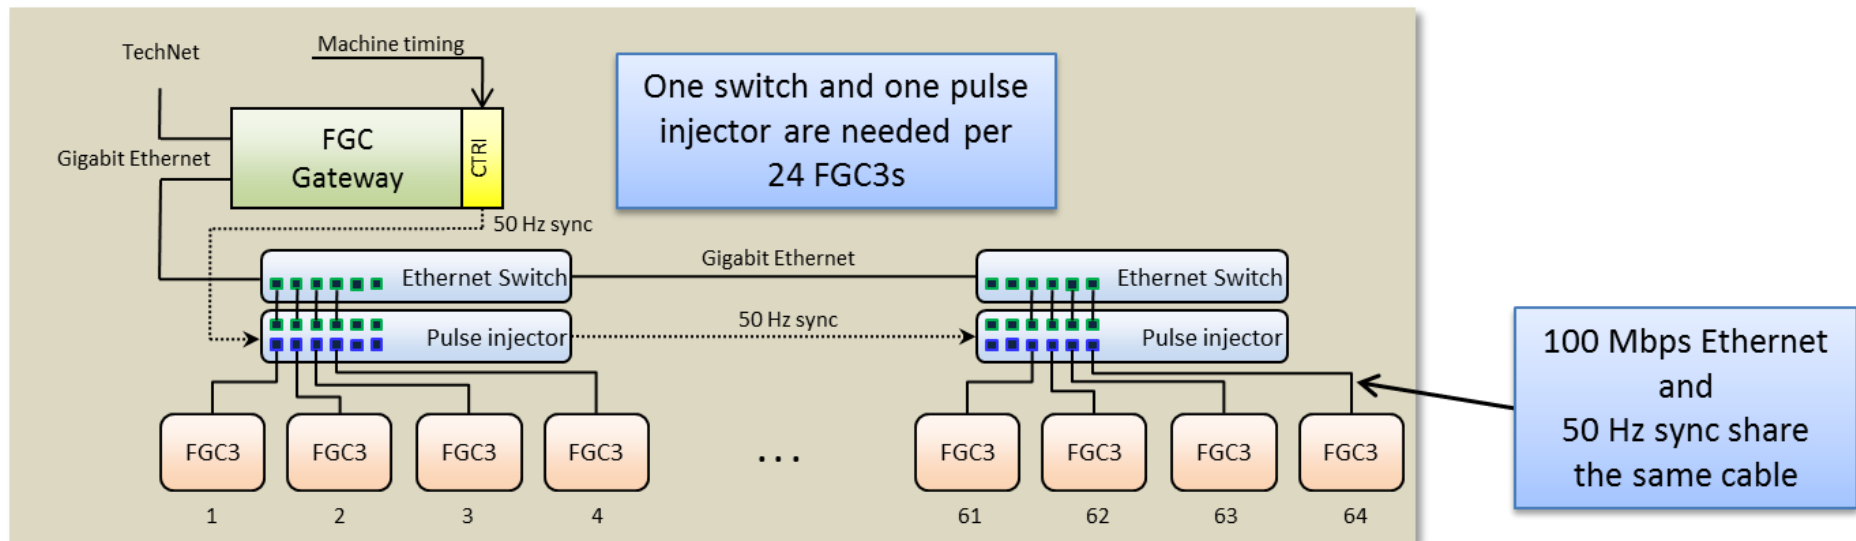 TechNet
Machine timing
FGC
Gateway
CTRI
Gigabit Ethernet
One switch and one pulse
injector are needed per
24 FGC3s
50 Hz sync
Ethernet Switch
Gigabit Ethernet
Ethernet Switch
Pulse injector
50 Hz sync
Pulse injector
100 Mbps Ethernet
and
50 Hz sync share
the same cable
FGC3
FGC3
FGC3
FGC3
...
FGC3
FGC3
FGC3
FGC3
1
2
3
4
61
62
63
64